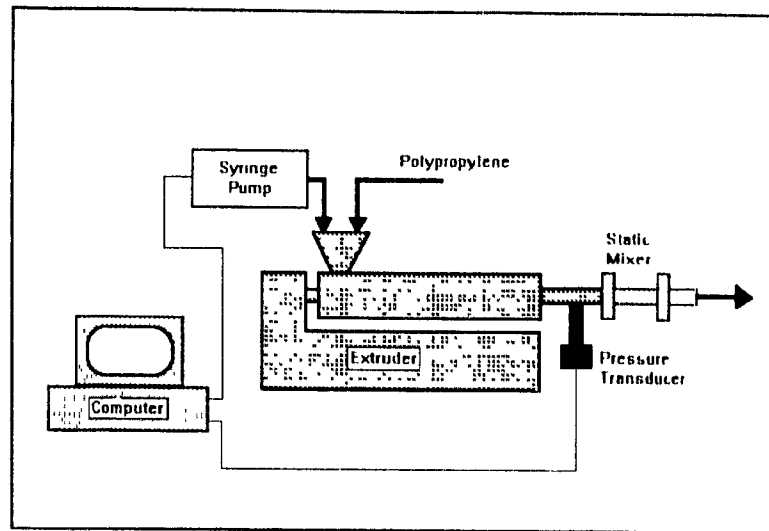 Syringe
Pump
Polypropylene
Static
Mixer
Extruder
Pressure
Transducer
Computer